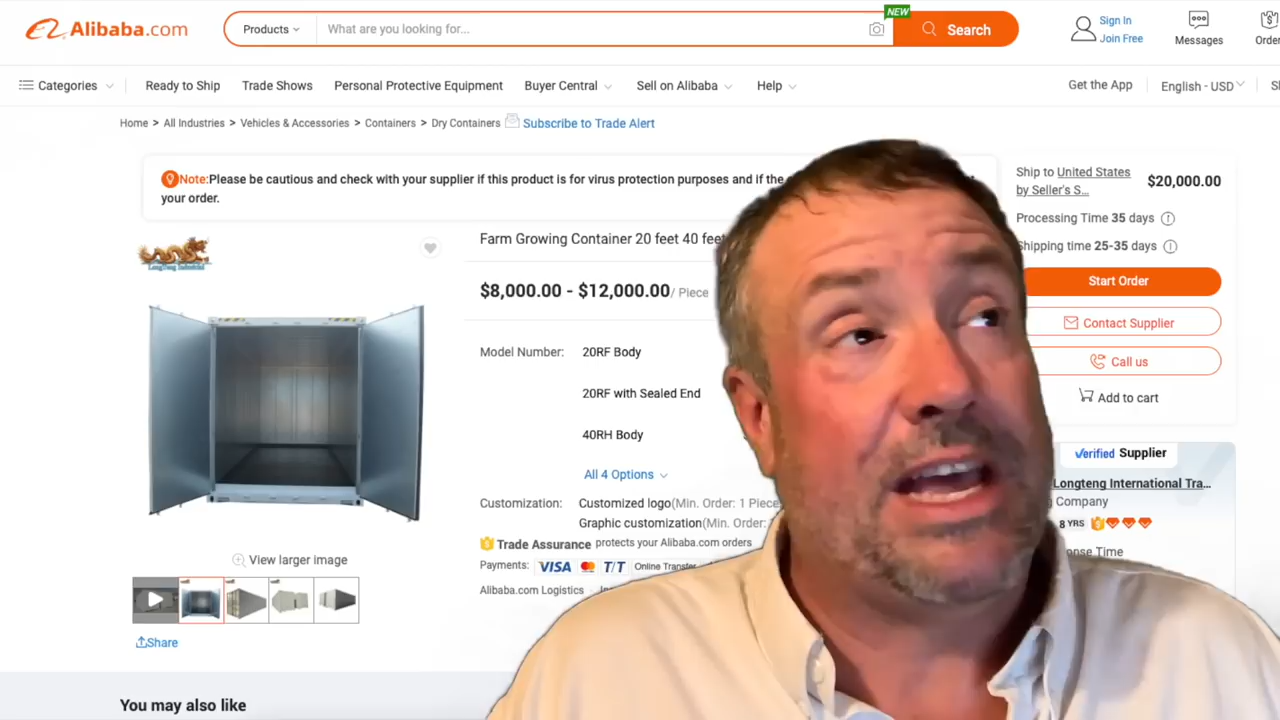 Alibaba.com
Products
What are you looking for...
NEW
Search
Sign In
Join Free
Messages
Categories
Ready to Ship
Trade Shows
Personal Protective Equipment
Buyer Central
Sell on Alibaba
Help
Get the App
English - USD
Home > All Industries > Vehicles & Accessories > Containers > Dry Containers
Subscribe to Trade Alert
Note:Please be cautious and check with your supplier if this product is for virus protection purposes and if the
your order.
Ship to United States
by Seller's S...
$20,000.00
Processing Time 35 days
Shipping time 25-35 days
Start Order
Contact Supplier
Call us
Add to cart
LongTeng Industrial
Farm Growing Container 20 feet 40 feet
$8,000.00 - $12,000.00/ Piece
Model Number:
20RF Body
20RF with Sealed End
40RH Body
All 4 Options
Customization:
Customized logo(Min. Order: 1 Piece
Graphic customization(Min. Order:
Trade Assurance protects your Alibaba.com orders
Payments:
VISA
T/T
Online Transfer
Alibaba.com Logistics
View larger image
Share
Verified Supplier
Longteng International Tra...
Company
8 YRS
Time
You may also like